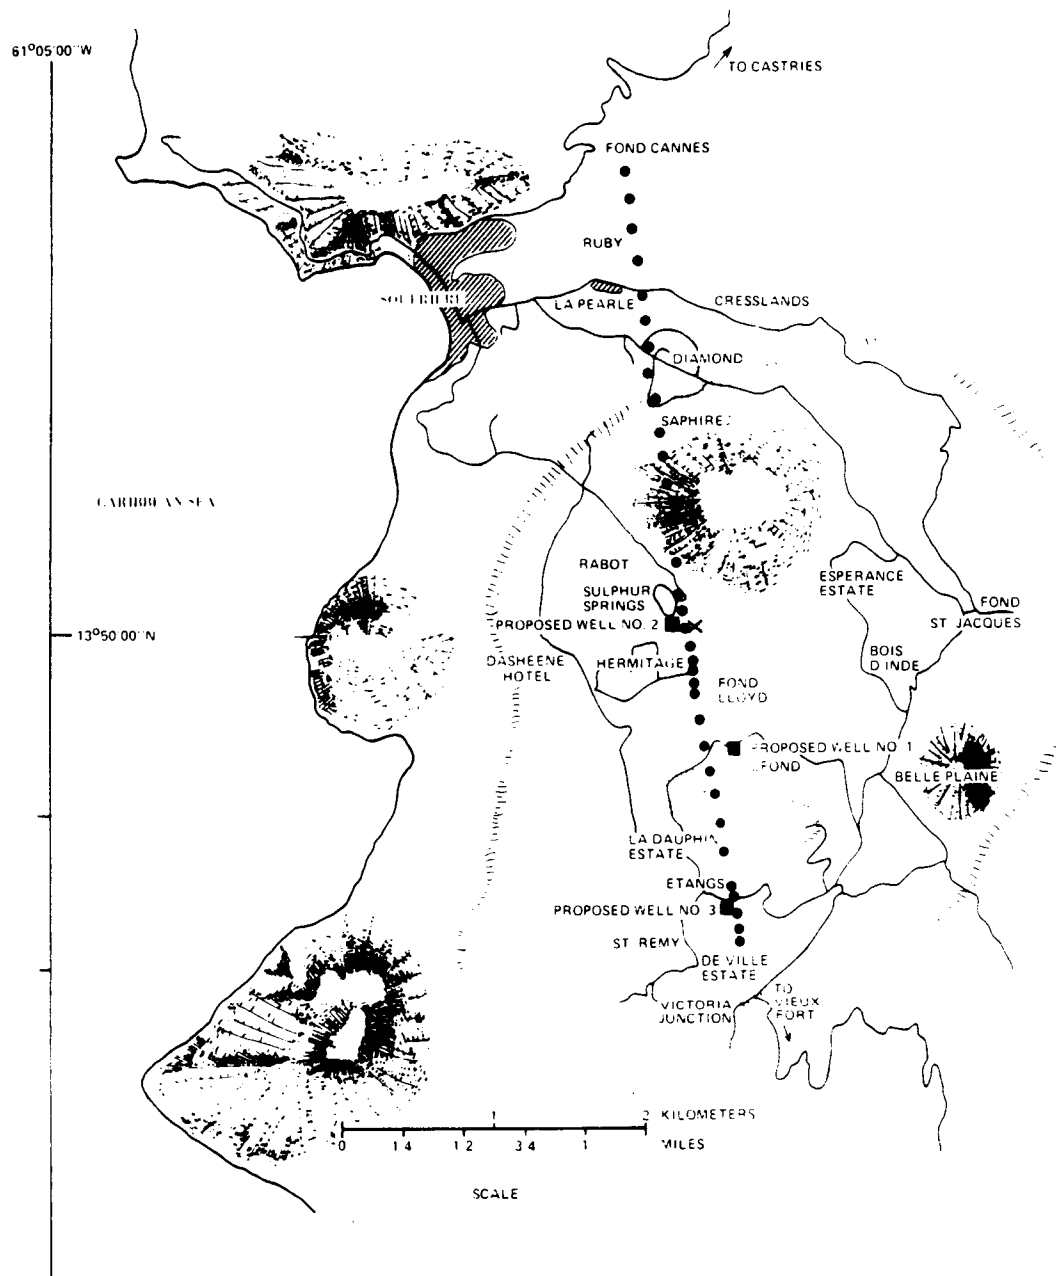 61°05'00"W
TO CASTRIES
FOND CANNES
RUBY
SOUFRIERE
LA PEARLE
CRESSLANDS
DIAMOND
SAPHIRE
CARIBBEAN SEA
RABOT
SULPHUR
SPRINGS
ESPERANCE
ESTATE
FOND
ST JACQUES
PROPOSED WELL NO. 2
13°50'00"N
BOIS
D'INDE
DASHEENE
HOTEL
HERMITAGE
FOND
LLOYD
PROPOSED WELL NO. 1
BELLE PLAINE
LA DAUPHIN
ESTATE
ETANGS
PROPOSED WELL NO 3
ST REMY
DE VILLE
ESTATE
VICTORIA
JUNCTION
TO
VIEUX
FORT
1 2 KILOMETERS
0 1 4 1 2 3 4 1 MILES
SCALE